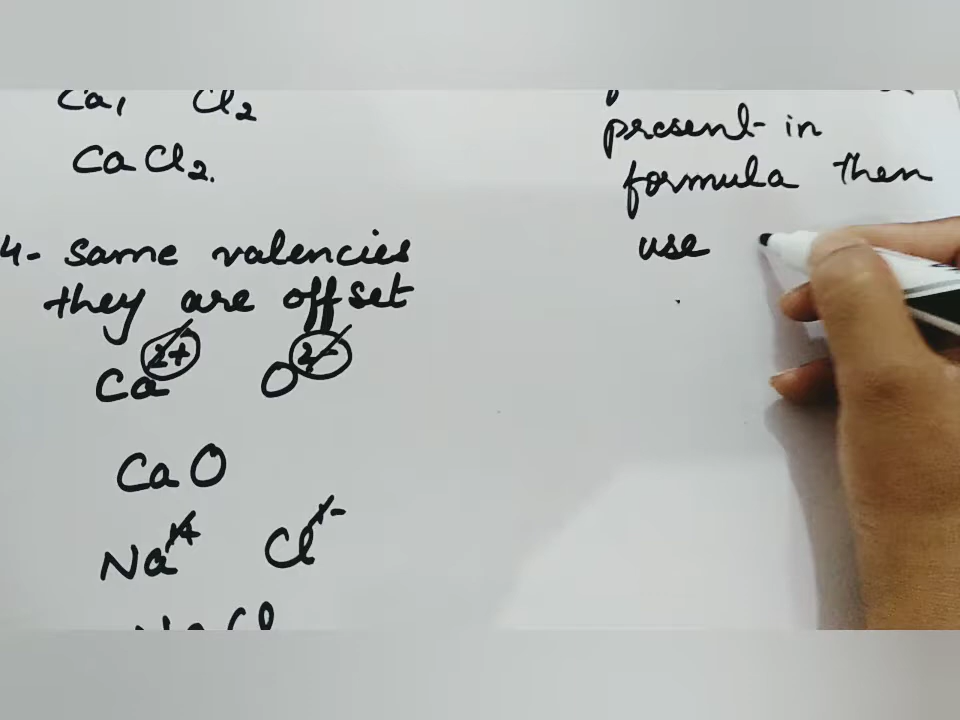 Ca₁ Cl₂
CaCl₂.
4- same valencies
they are offset
Ca²⁺ O²⁻
CaO
Na¹⁺ Cl¹⁻
NaCl
present in
formula then
use